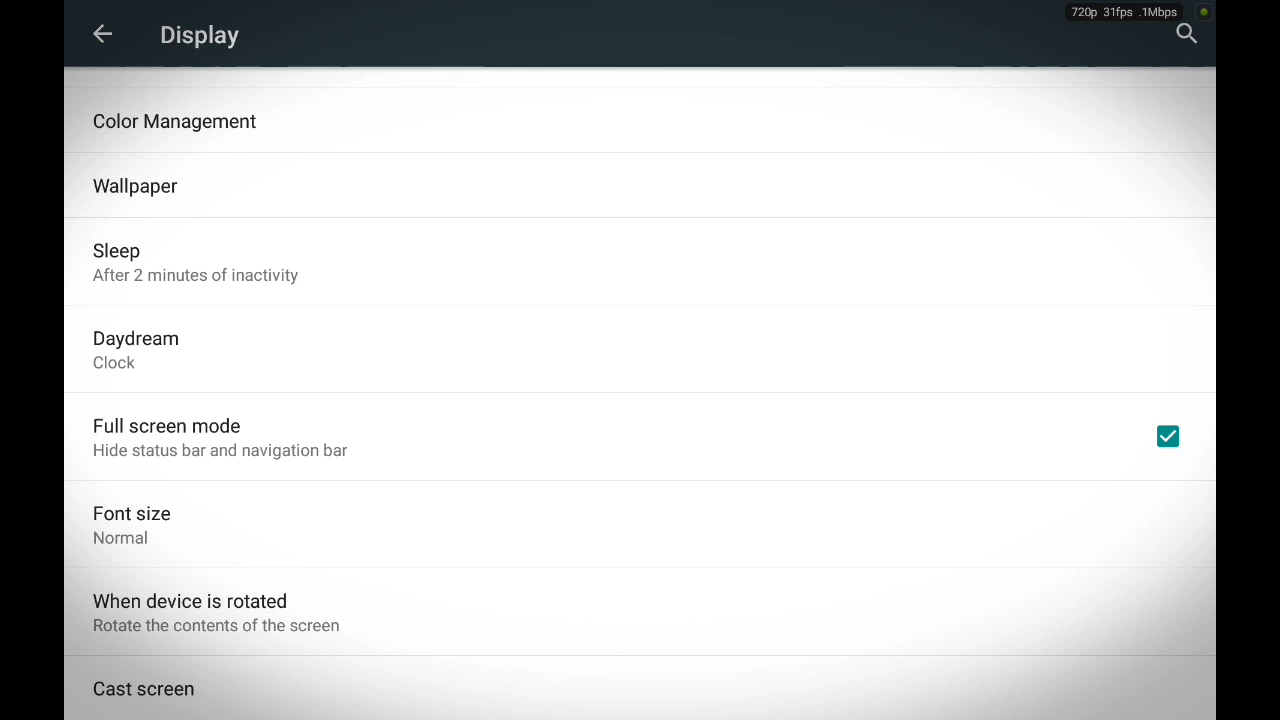 720p 31fps .1Mbps
Display
Color Management
Wallpaper
Sleep
After 2 minutes of inactivity
Daydream
Clock
Full screen mode
Hide status bar and navigation bar
Font size
Normal
When device is rotated
Rotate the contents of the screen
Cast screen